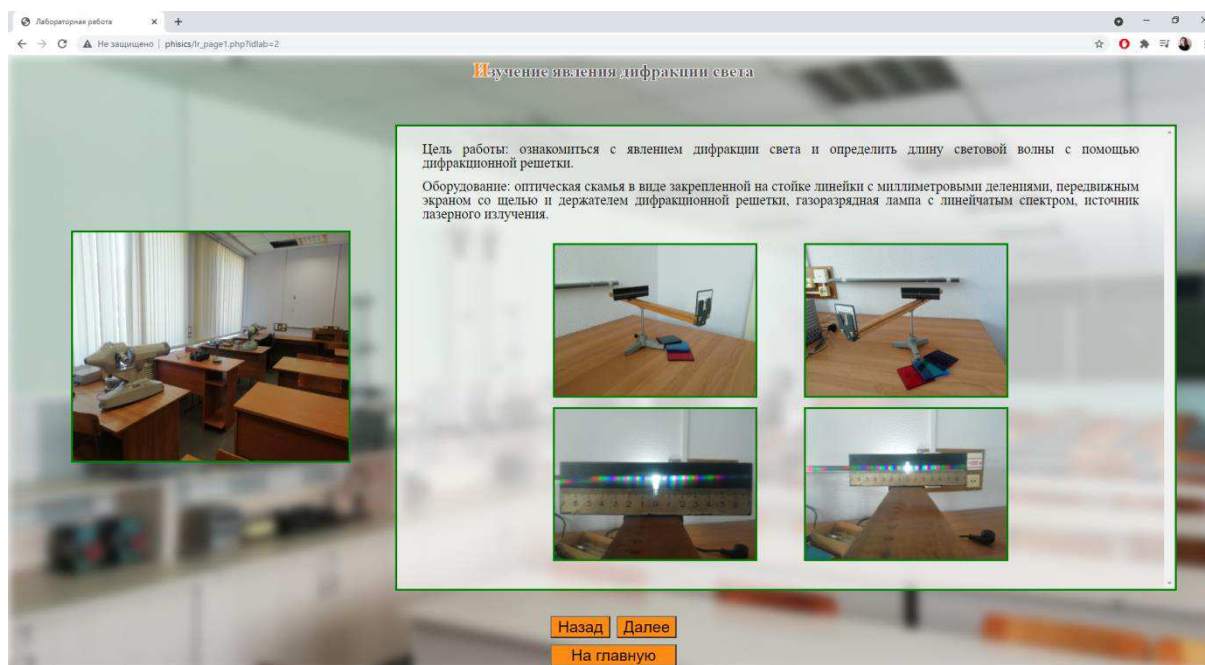 Лабораторная работа
Не защищено | phisics/lr_page1.php?idlab=2
Изучение явления дифракции света
Цель работы: ознакомиться с явлением дифракции света и определить длину световой волны с помощью
дифракционной решетки.
Оборудование: оптическая скамья в виде закрепленной на стойке линейки с миллиметровыми делениями, передвижным
экраном со щелью и держателем дифракционной решетки, газоразрядная лампа с линейчатым спектром, источник
лазерного излучения.
Назад Далее
На главную